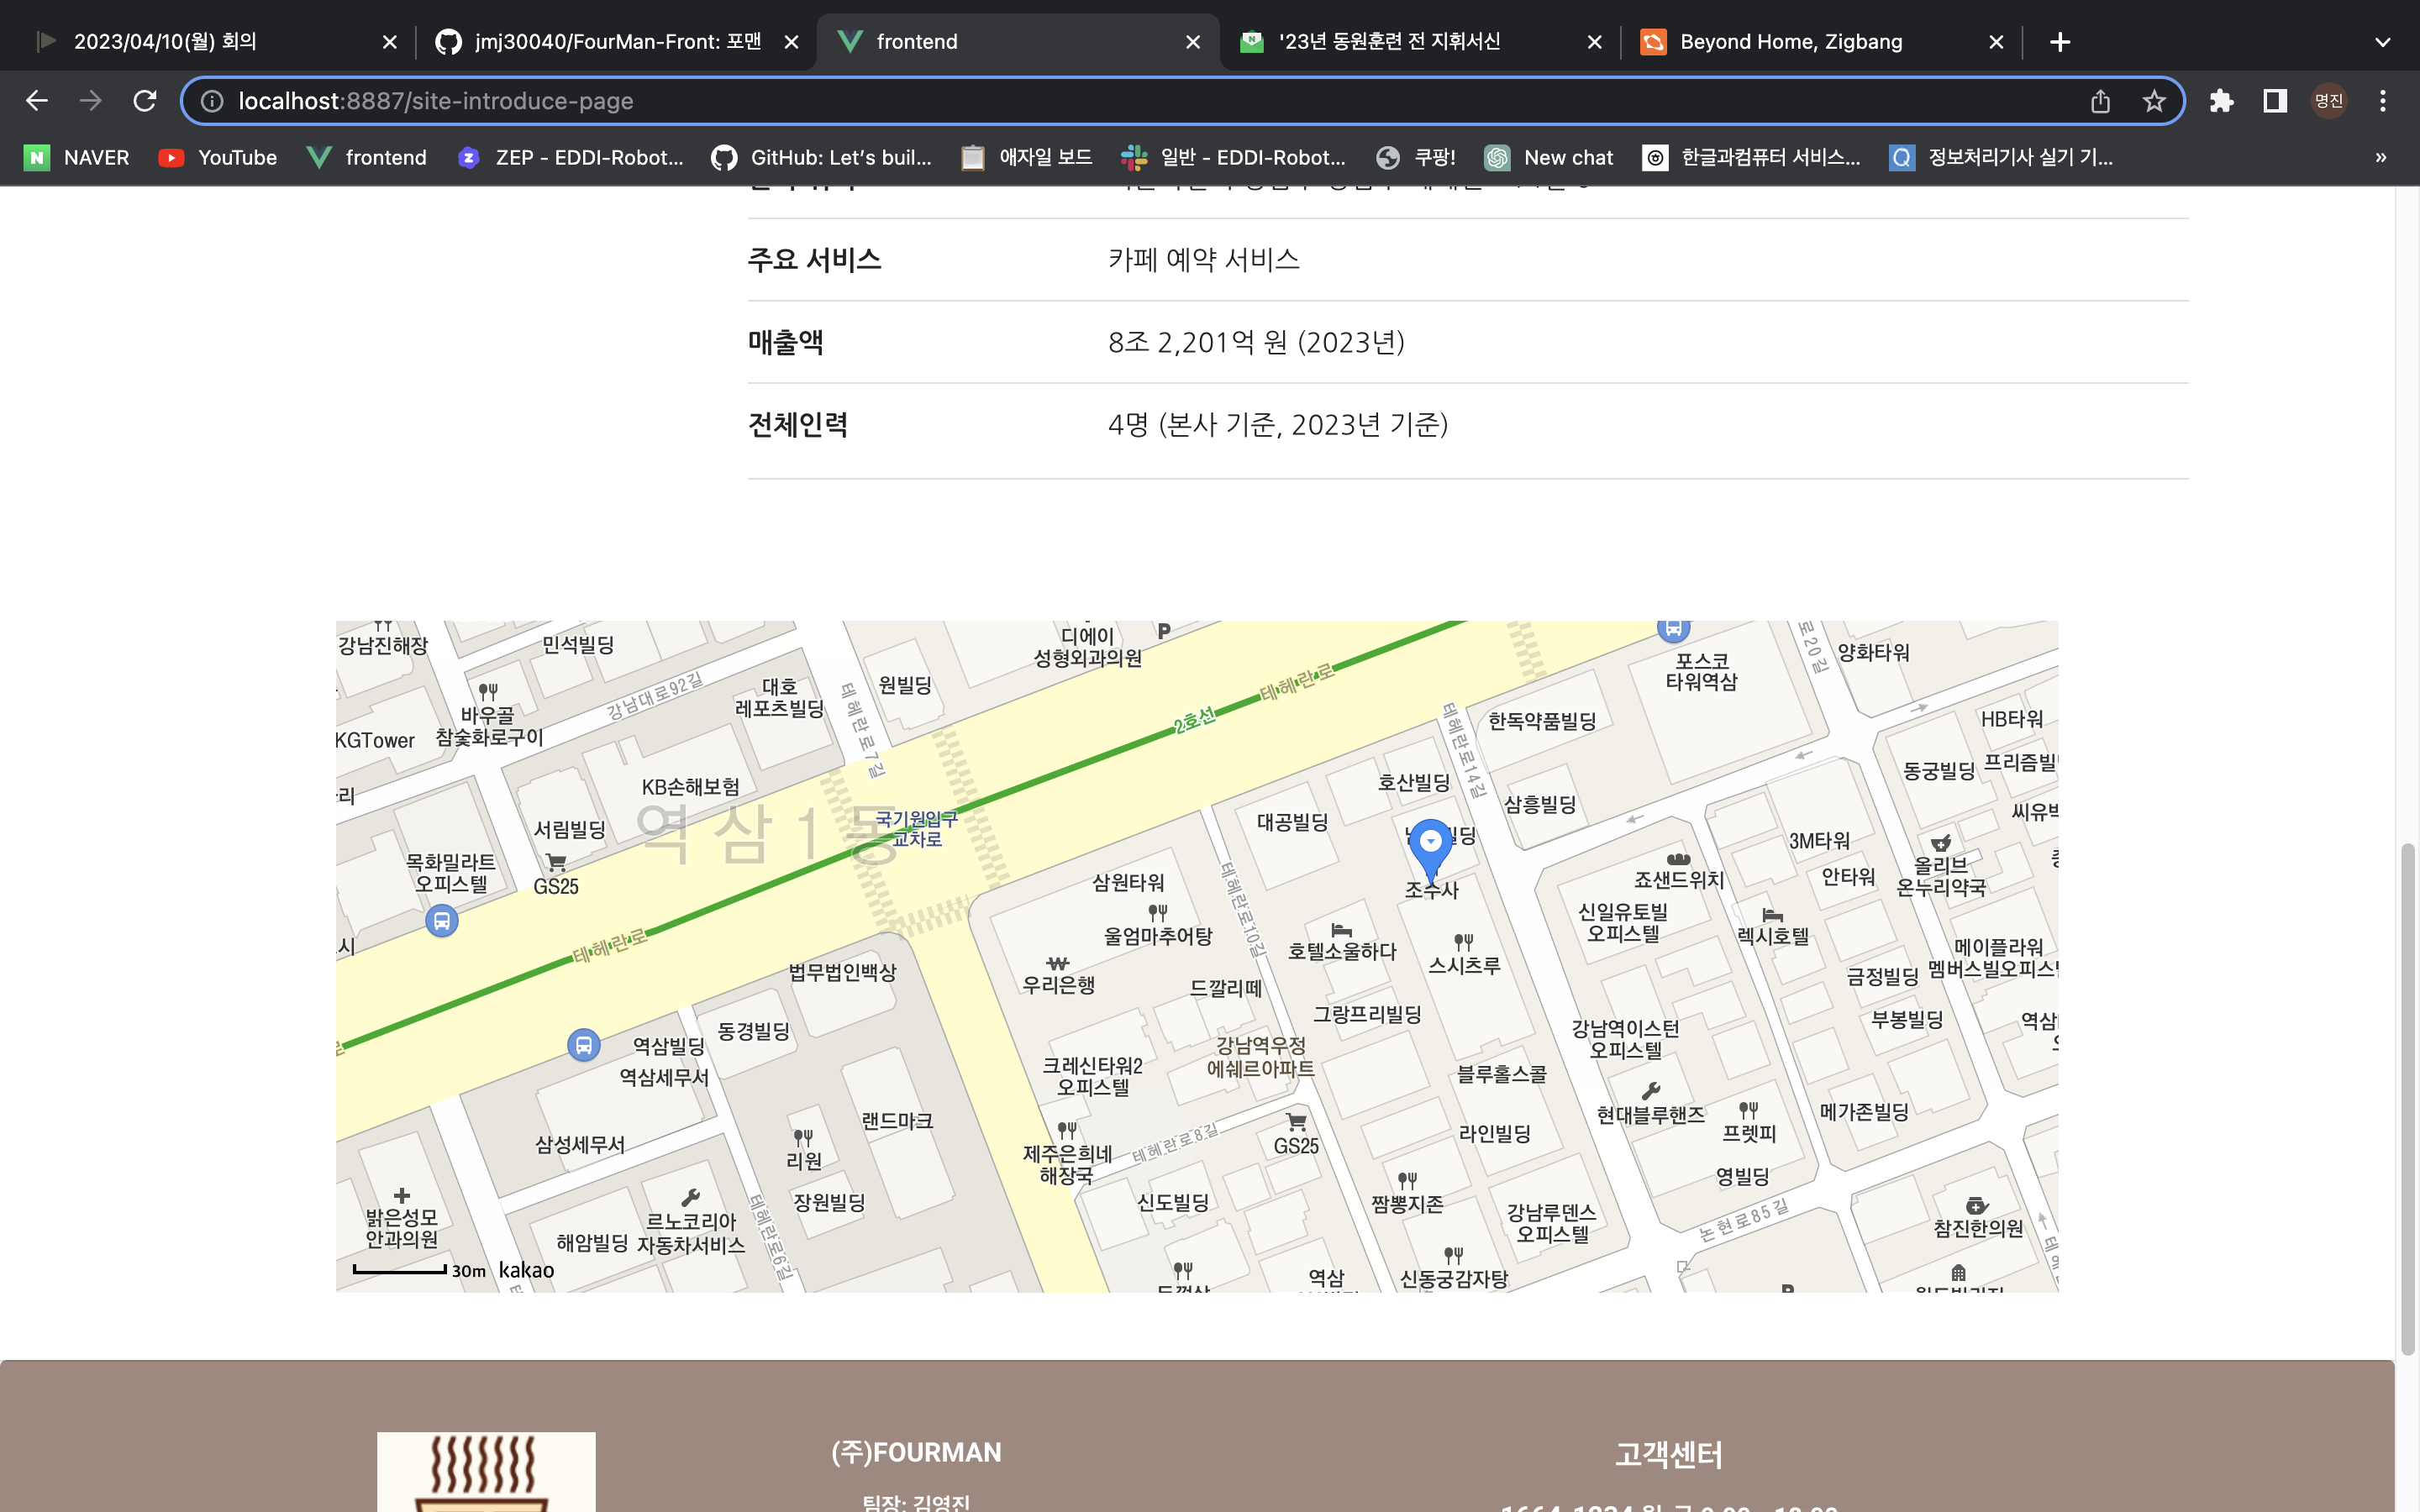 2023/04/10(월) 회의
jmj30040/FourMan-Front: 포맨
frontend
'23년 동원훈련 전 지휘서신
Beyond Home, Zigbang
localhost:8887/site-introduce-page
명진
NAVER
YouTube
frontend
ZEP - EDDI-Robot...
GitHub: Let's buil...
애자일 보드
일반 - EDDI-Robot...
쿠팡!
New chat
한글과컴퓨터 서비스...
정보처리기사 실기 기...
주요 서비스 카페 예약 서비스
매출액 8조 2,201억 원 (2023년)
전체인력 4명 (본사 기준, 2023년 기준)
강남진해장
민석빌딩
디에이
성형외과의원
P
포스코
타워역삼
로20길
양화타워
바우골
참숯화로구이
강남대로92길
대호
레포츠빌딩
테헤란로7길
원빌딩
2호선
테헤란로
테헤란로14길
한독약품빌딩
HB타워
KGTower
KB손해보험
호산빌딩
삼흥빌딩
동궁빌딩
프리즘빌
서림빌딩
역삼1동
국기원입구
교차로
대공빌딩
3M타워
목화밀라트
오피스텔
GS25
삼원타워
테헤란로10길
조수사
죠샌드위치
안타워
올리브
온누리약국
울엄마추어탕
호텔소울하다
스시츠루
신일유토빌
오피스텔
렉시호텔
메이플라워
멤버스빌오피스텔
테헤란로
법무법인백상
우리은행
드깔리떼
그랑프리빌딩
금정빌딩
역삼빌딩
역삼세무서
동경빌딩
크레신타워2
오피스텔
강남역우정
에쉐르아파트
블루홀스콜
강남역이스턴
오피스텔
부봉빌딩
역삼
랜드마크
현대블루핸즈
프렛피
메가존빌딩
삼성세무서
리원
제주은희네
해장국
테헤란로8길
GS25
라인빌딩
영빌딩
밝은성모
안과의원
해암빌딩
르노코리아
자동차서비스
장원빌딩
테헤란로6길
신도빌딩
짬뽕지존
강남루덴스
오피스텔
논현로85길
참진한의원
30m
kakao
역삼
신동궁감자탕
(주)FOURMAN
팀장: 김영진
고객센터